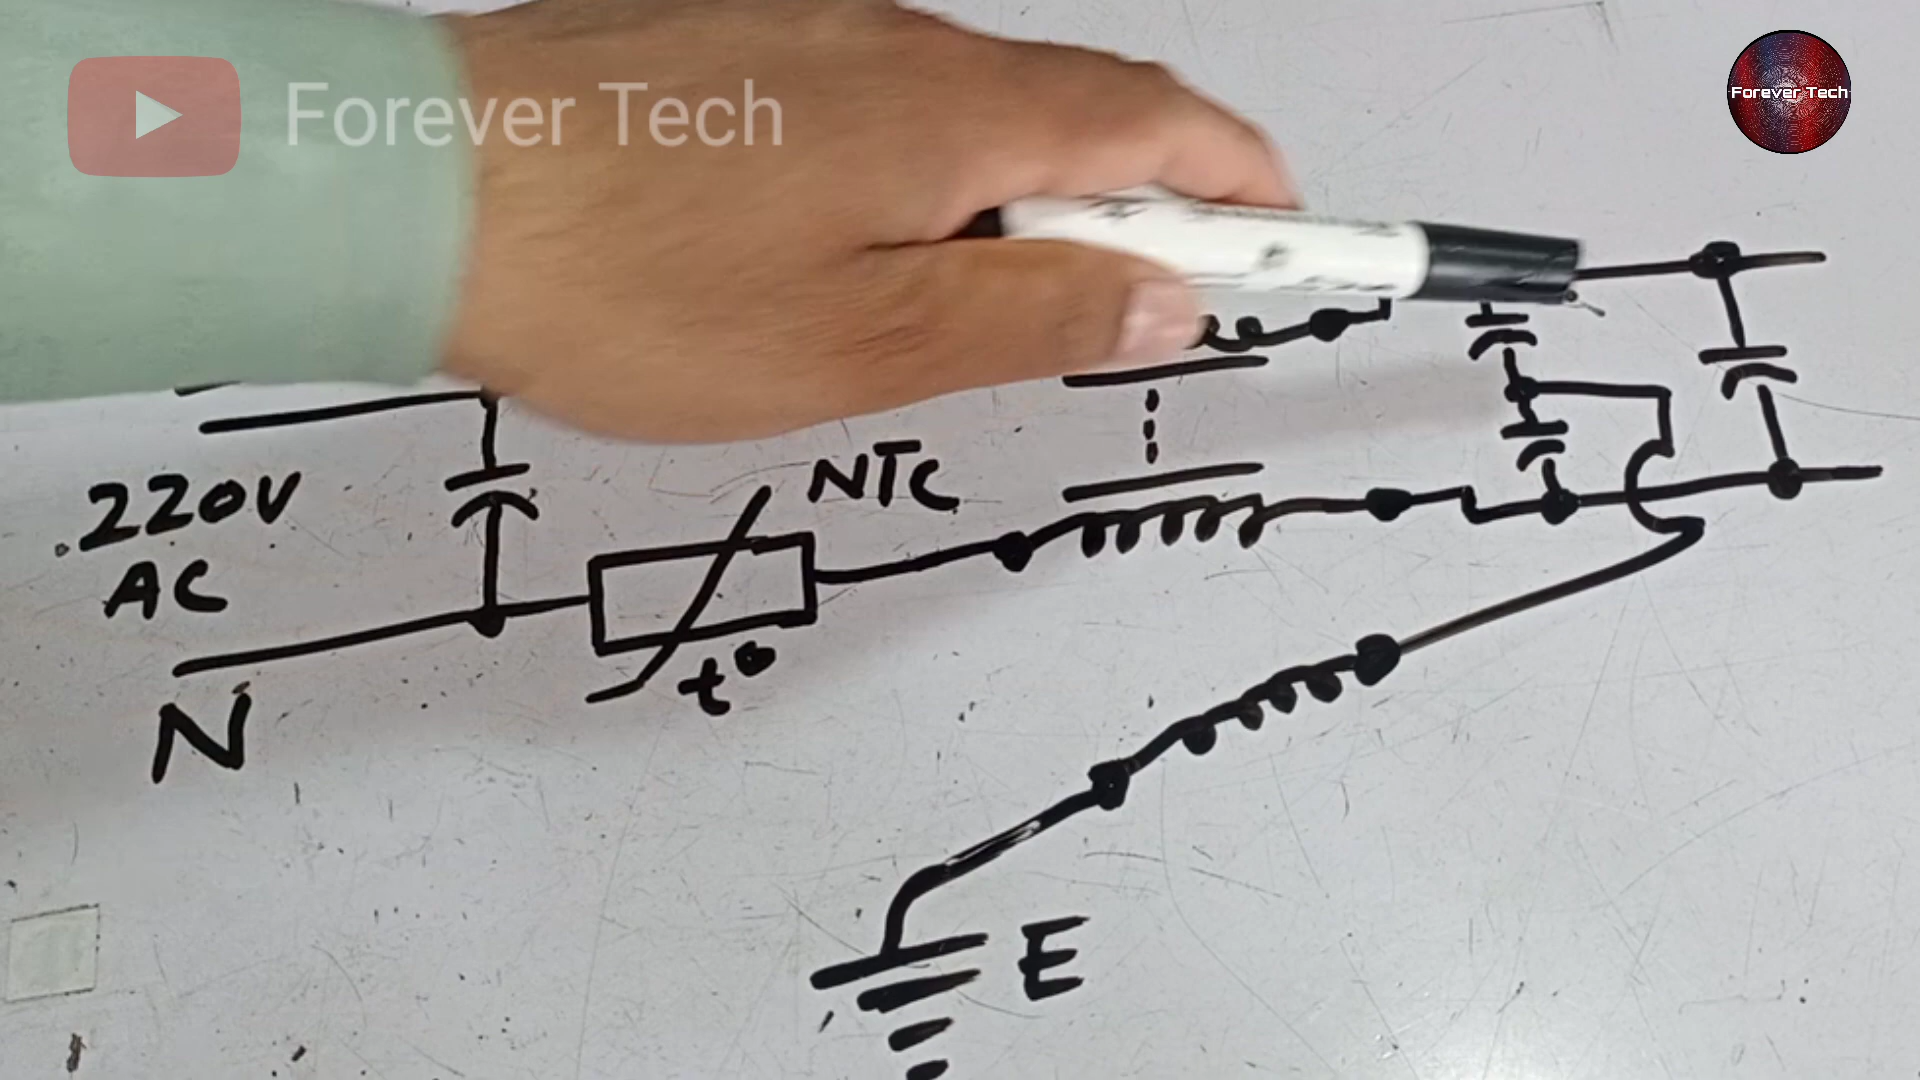 Forever Tech
Forever Tech
NTC
220V
AC
t°
N
E